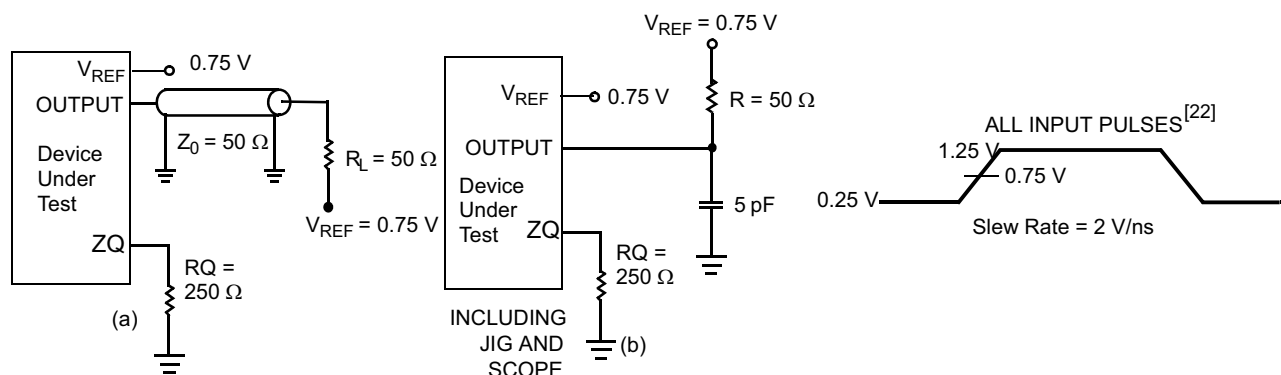 V_REF 0.75 V
OUTPUT
Z_0 = 50 Ω
Device
Under
Test
R_L = 50 Ω
V_REF = 0.75 V
ZQ
RQ =
250 Ω
(a)
V_REF = 0.75 V
R = 50 Ω
V_REF 0.75 V
OUTPUT
Device
Under
Test
5 pF
ZQ
RQ =
250 Ω
INCLUDING
JIG AND
SCOPE
(b)
ALL INPUT PULSES[22]
1.25 V
0.75 V
0.25 V
Slew Rate = 2 V/ns